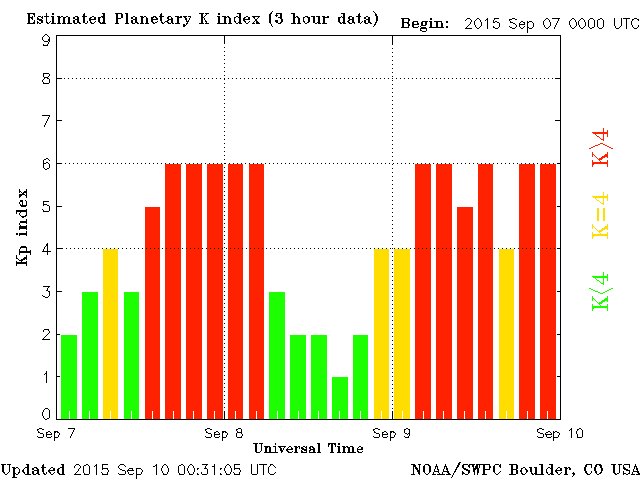 Estimated Planetary K index (3 hour data)
Begin: 2015 Sep 07 0000 UTC
9
8
7
6
5
4
3
2
1
0
Kp index
K>4
K=4
K<4
Sep 7 Sep 8 Sep 9 Sep 10
Universal Time
Updated 2015 Sep 10 00:31:05 UTC
NOAA/SWPC Boulder, CO USA